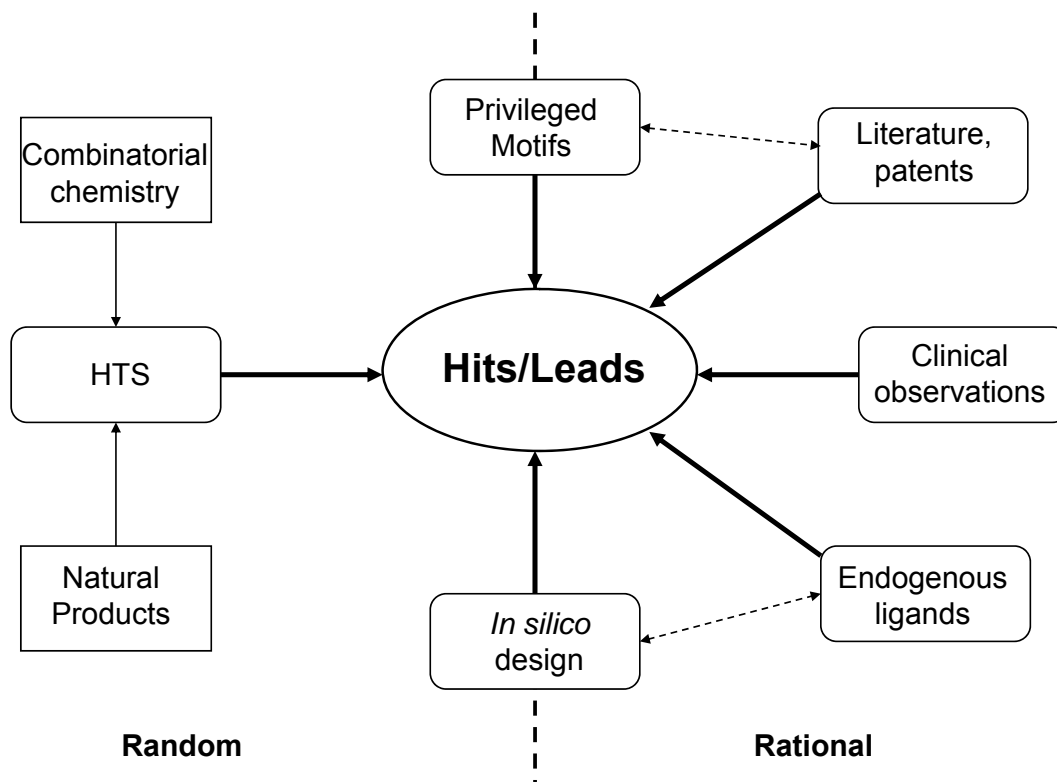 Privileged
Motifs
Literature,
patents
Combinatorial
chemistry
HTS
Hits/Leads
Clinical
observations
Natural
Products
In silico
design
Endogenous
ligands
Random
Rational